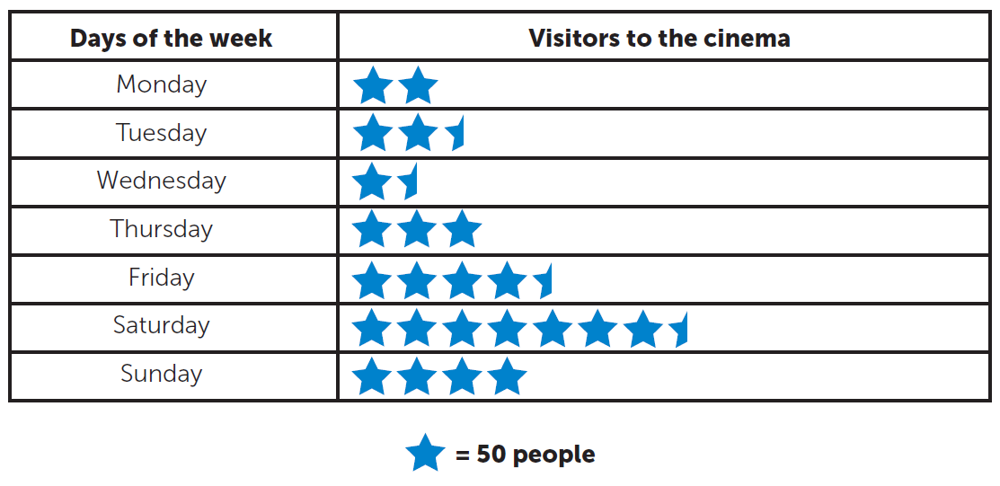 Days of the week
Visitors to the cinema
Monday
Tuesday
Wednesday
Thursday
Friday
Saturday
Sunday
= 50 people